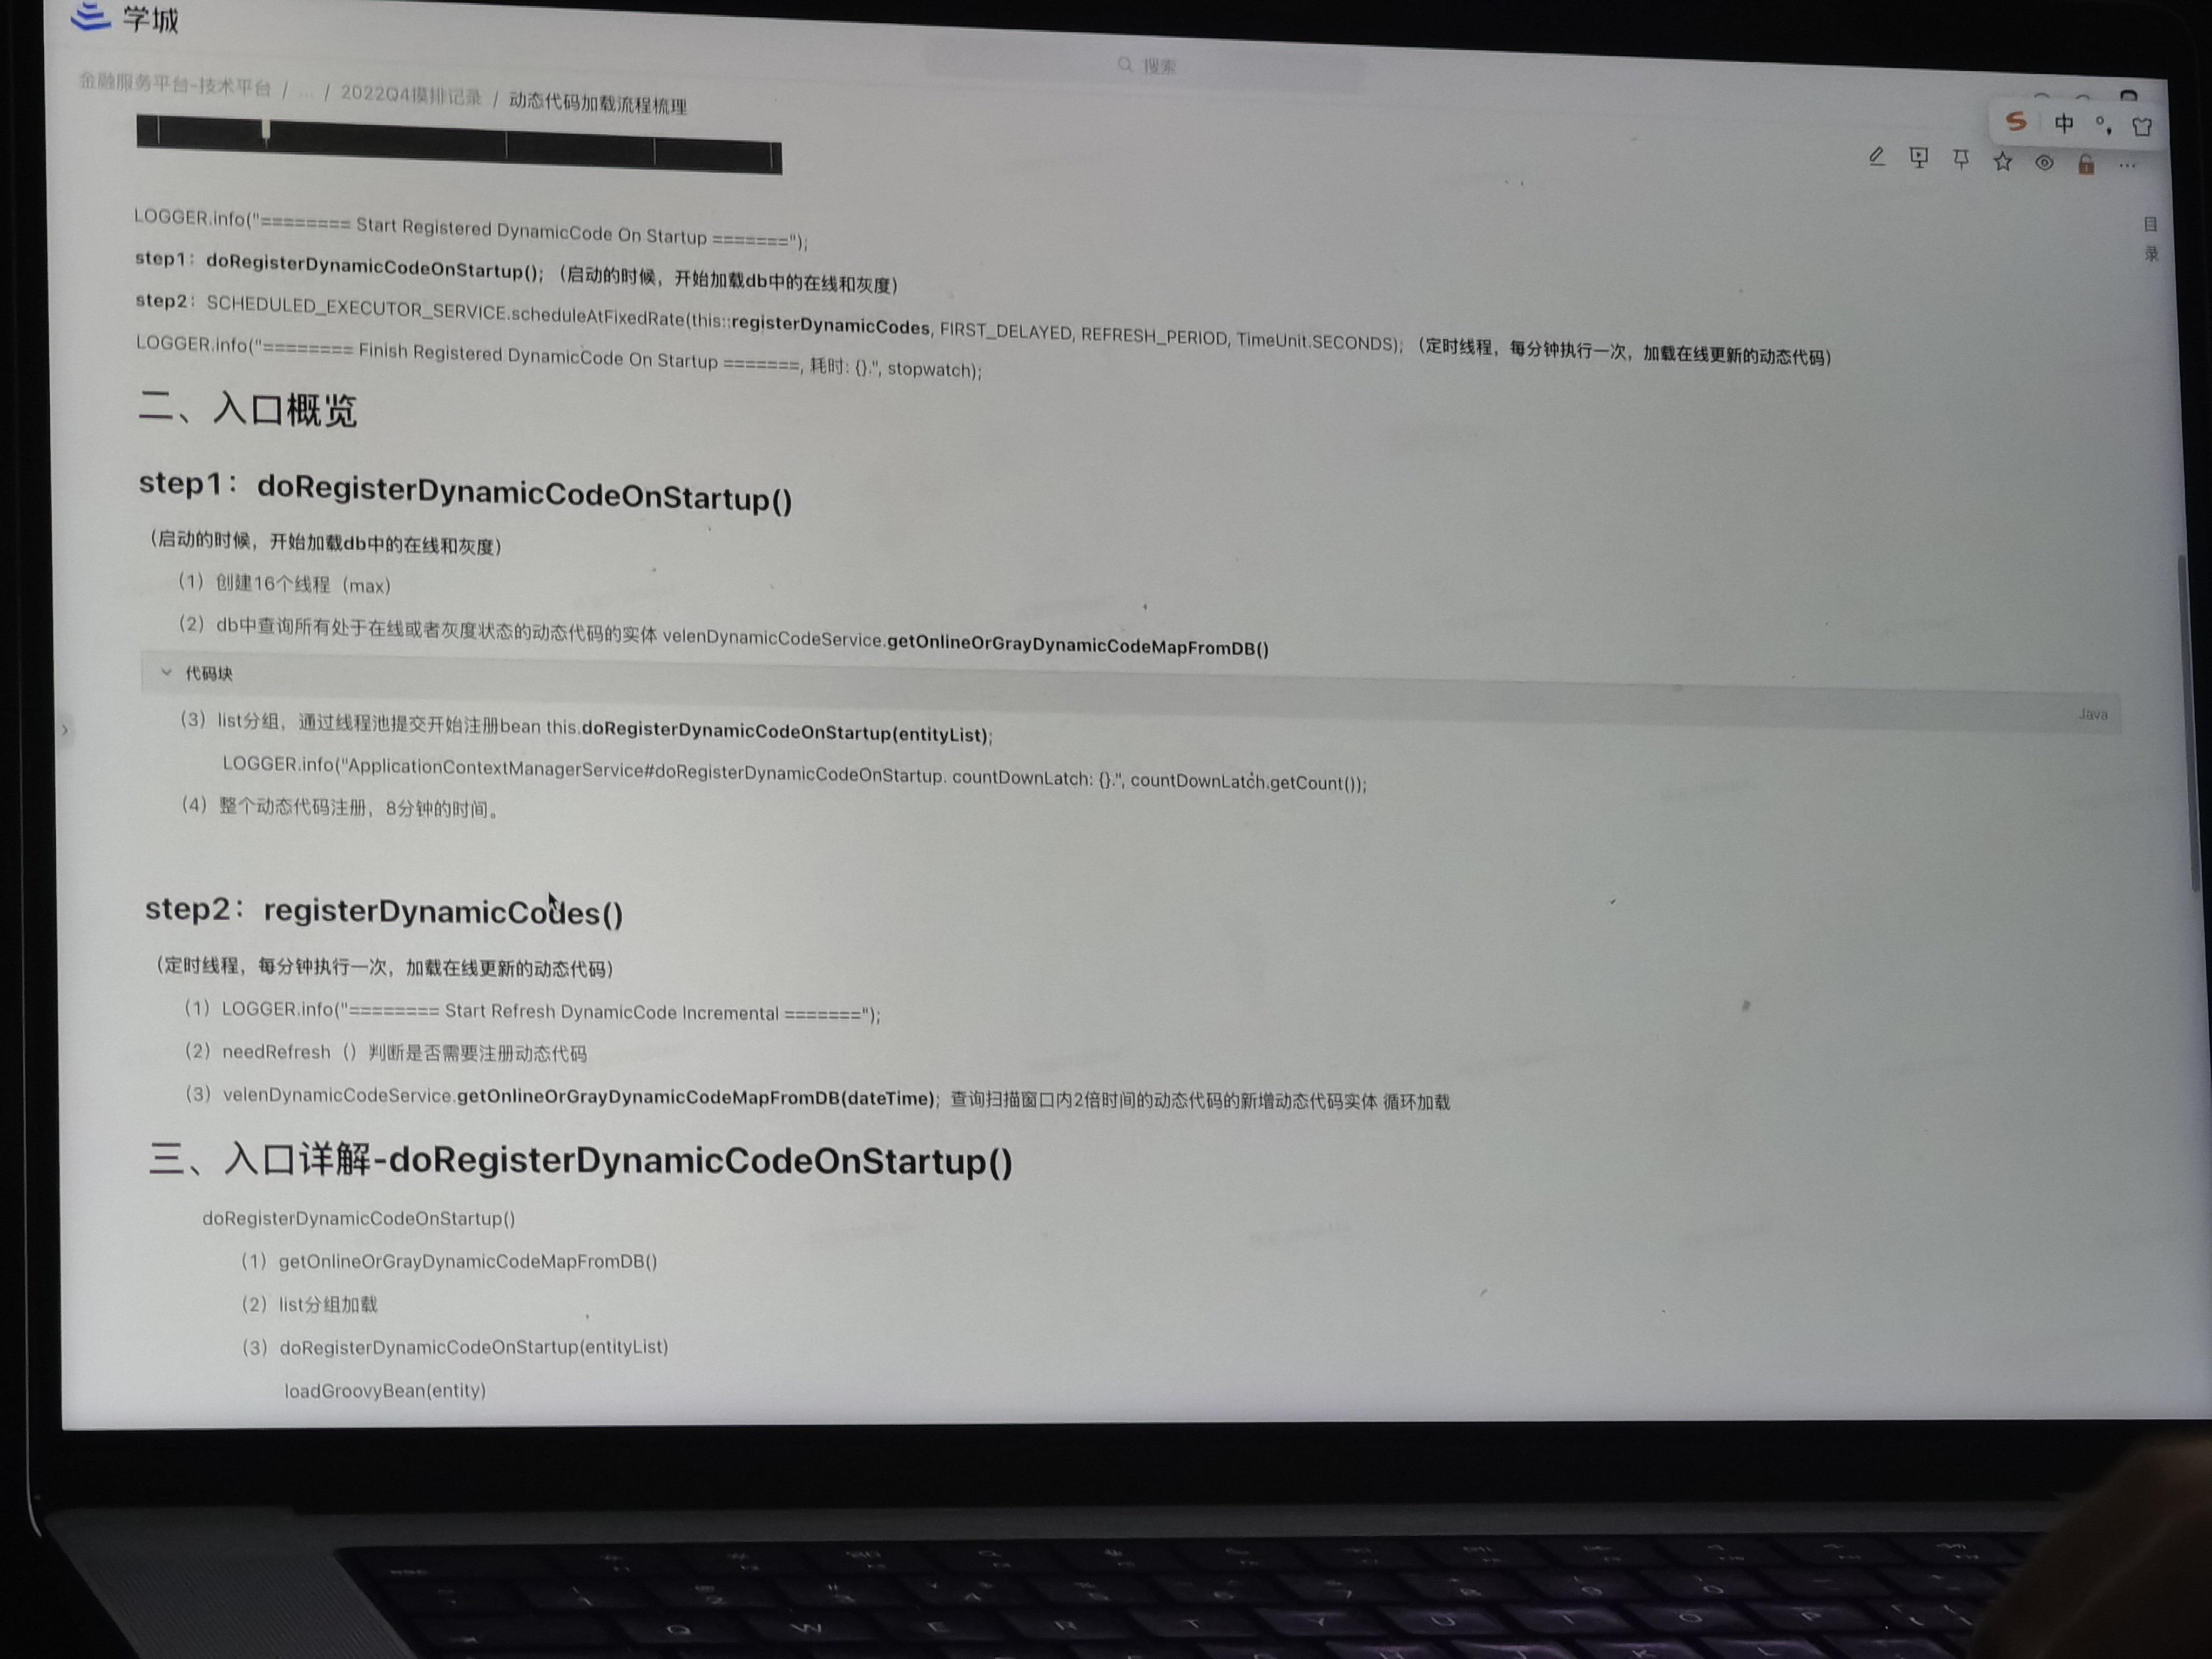 学城
搜索
金融服务平台-技术平台 / ... / 2022Q4摸排记录 / 动态代码加载流程梳理
中
目
录
LOGGER.info("======== Start Registered DynamicCode On Startup =======");
step1：doRegisterDynamicCodeOnStartup();（启动的时候，开始加载db中的在线和灰度）
step2：SCHEDULED_EXECUTOR_SERVICE.scheduleAtFixedRate(this::registerDynamicCodes, FIRST_DELAYED, REFRESH_PERIOD, TimeUnit.SECONDS);（定时线程，每分钟执行一次，加载在线更新的动态代码）
LOGGER.info("======== Finish Registered DynamicCode On Startup =======, 耗时: {}.", stopwatch);
二、入口概览
step1：doRegisterDynamicCodeOnStartup()
（启动的时候，开始加载db中的在线和灰度）
（1）创建16个线程（max）
（2）db中查询所有处于在线或者灰度状态的动态代码的实体 velenDynamicCodeService.getOnlineOrGrayDynamicCodeMapFromDB()
代码块
Java
（3）list分组，通过线程池提交开始注册bean this.doRegisterDynamicCodeOnStartup(entityList);
LOGGER.info("ApplicationContextManagerService#doRegisterDynamicCodeOnStartup. countDownLatch: {}.", countDownLatch.getCount());
（4）整个动态代码注册，8分钟的时间。
step2：registerDynamicCodes()
（定时线程，每分钟执行一次，加载在线更新的动态代码）
（1）LOGGER.info("======== Start Refresh DynamicCode Incremental =======");
（2）needRefresh（）判断是否需要注册动态代码
（3）velenDynamicCodeService.getOnlineOrGrayDynamicCodeMapFromDB(dateTime)；查询扫描窗口内2倍时间的动态代码的新增动态代码实体 循环加载
三、入口详解-doRegisterDynamicCodeOnStartup()
doRegisterDynamicCodeOnStartup()
（1）getOnlineOrGrayDynamicCodeMapFromDB()
（2）list分组加载
（3）doRegisterDynamicCodeOnStartup(entityList)
loadGroovyBean(entity)
Q W E R T Y U I O P